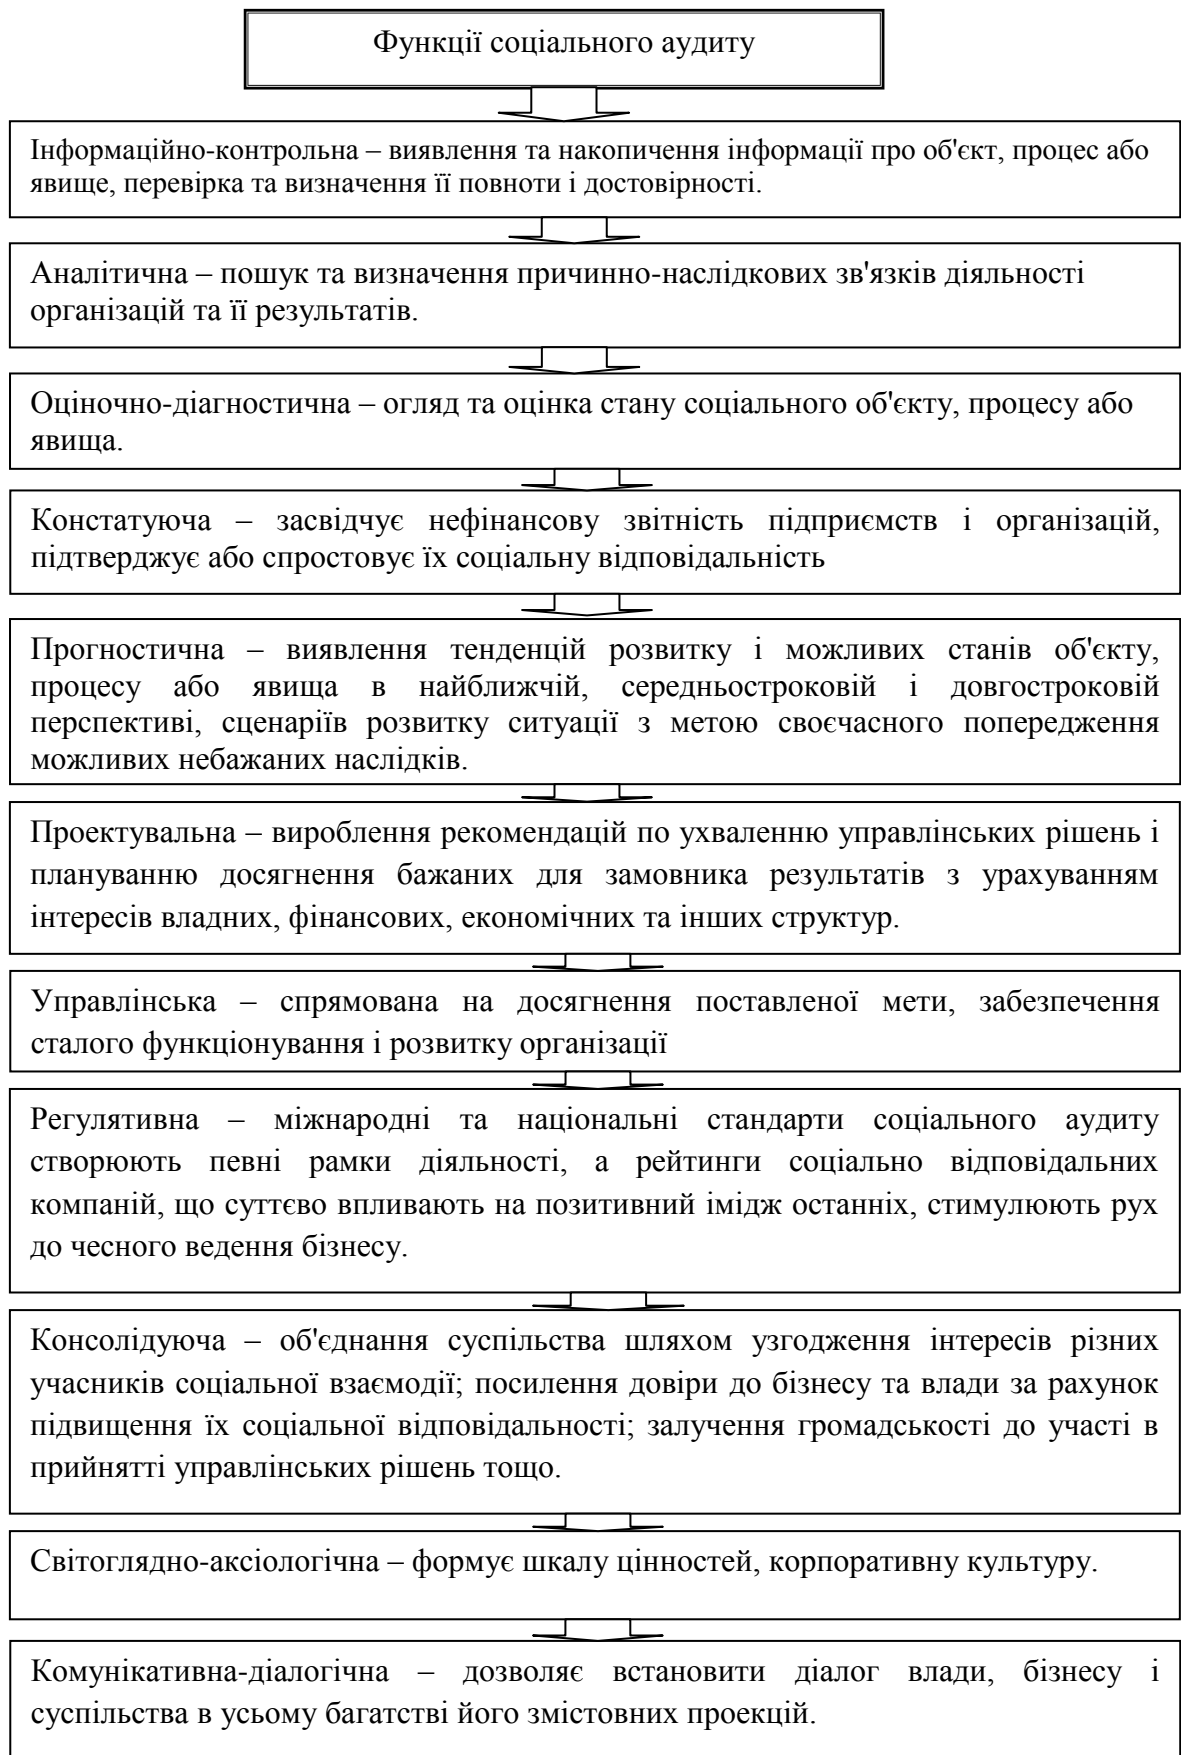 Функції соціального аудиту
Інформаційно-контрольна – виявлення та накопичення інформації про об'єкт, процес або
явище, перевірка та визначення її повноти і достовірності.
Аналітична – пошук та визначення причинно-наслідкових зв'язків діяльності
організацій та її результатів.
Оціночно-діагностична – огляд та оцінка стану соціального об'єкту, процесу або
явища.
Констатуюча – засвідчує нефінансову звітність підприємств і організацій,
підтверджує або спростовує їх соціальну відповідальність
Прогностична – виявлення тенденцій розвитку і можливих станів об'єкту,
процесу або явища в найближчій, середньостроковій і довгостроковій
перспективі, сценаріїв розвитку ситуації з метою своєчасного попередження
можливих небажаних наслідків.
Проектувальна – вироблення рекомендацій по ухваленню управлінських рішень і
плануванню досягнення бажаних для замовника результатів з урахуванням
інтересів владних, фінансових, економічних та інших структур.
Управлінська – спрямована на досягнення поставленої мети, забезпечення
сталого функціонування і розвитку організації
Регулятивна – міжнародні та національні стандарти соціального аудиту
створюють певні рамки діяльності, а рейтинги соціально відповідальних
компаній, що суттєво впливають на позитивний імідж останніх, стимулюють рух
до чесного ведення бізнесу.
Консолідуюча – об'єднання суспільства шляхом узгодження інтересів різних
учасників соціальної взаємодії; посилення довіри до бізнесу та влади за рахунок
підвищення їх соціальної відповідальності; залучення громадськості до участі в
прийнятті управлінських рішень тощо.
Світоглядно-аксіологічна – формує шкалу цінностей, корпоративну культуру.
Комунікативна-діалогічна – дозволяє встановити діалог влади, бізнесу і
суспільства в усьому багатстві його змістовних проекцій.